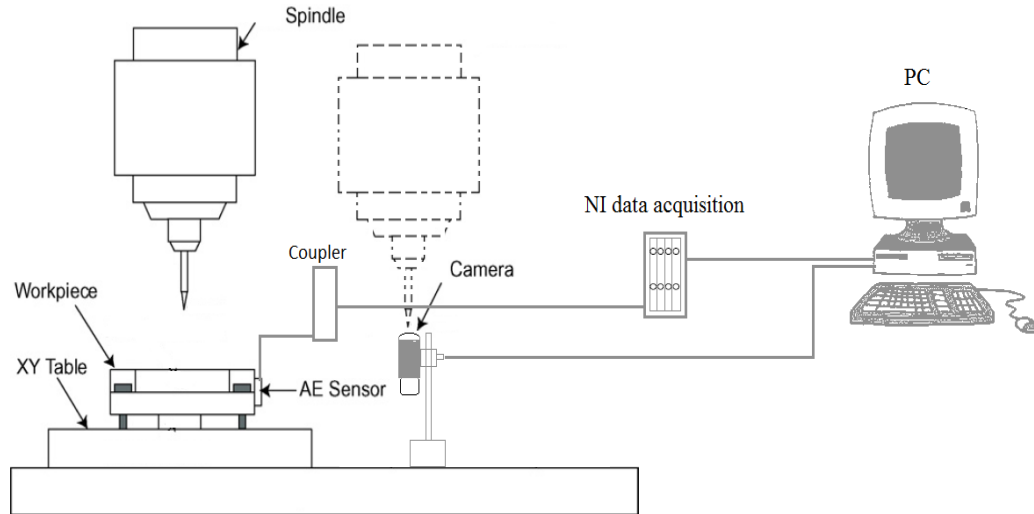 Spindle
PC
NI data acquisition
Coupler
Camera
Workpiece
XY Table
AE Sensor